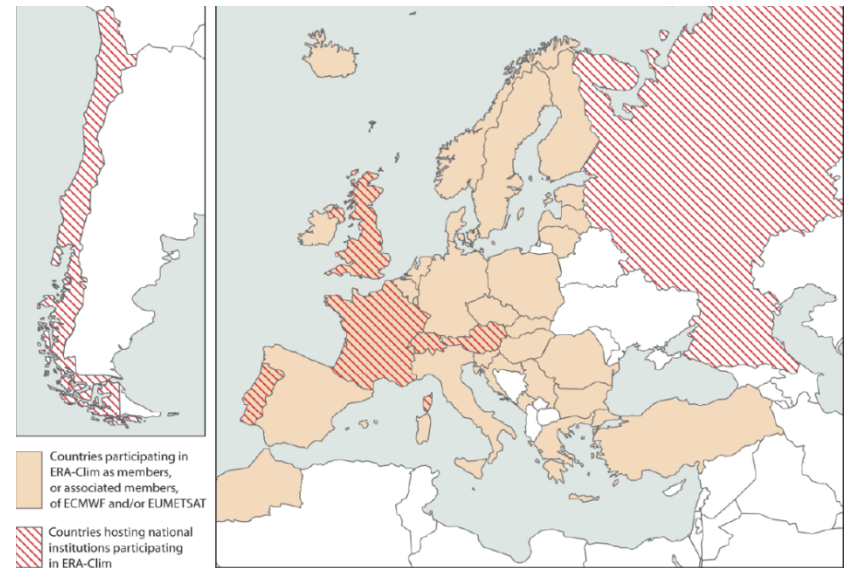 Countries participating in
ERA-Clim as members,
or associated members,
of ECMWF and/or EUMETSAT
Countries hosting national
institutions participating
in ERA-Clim